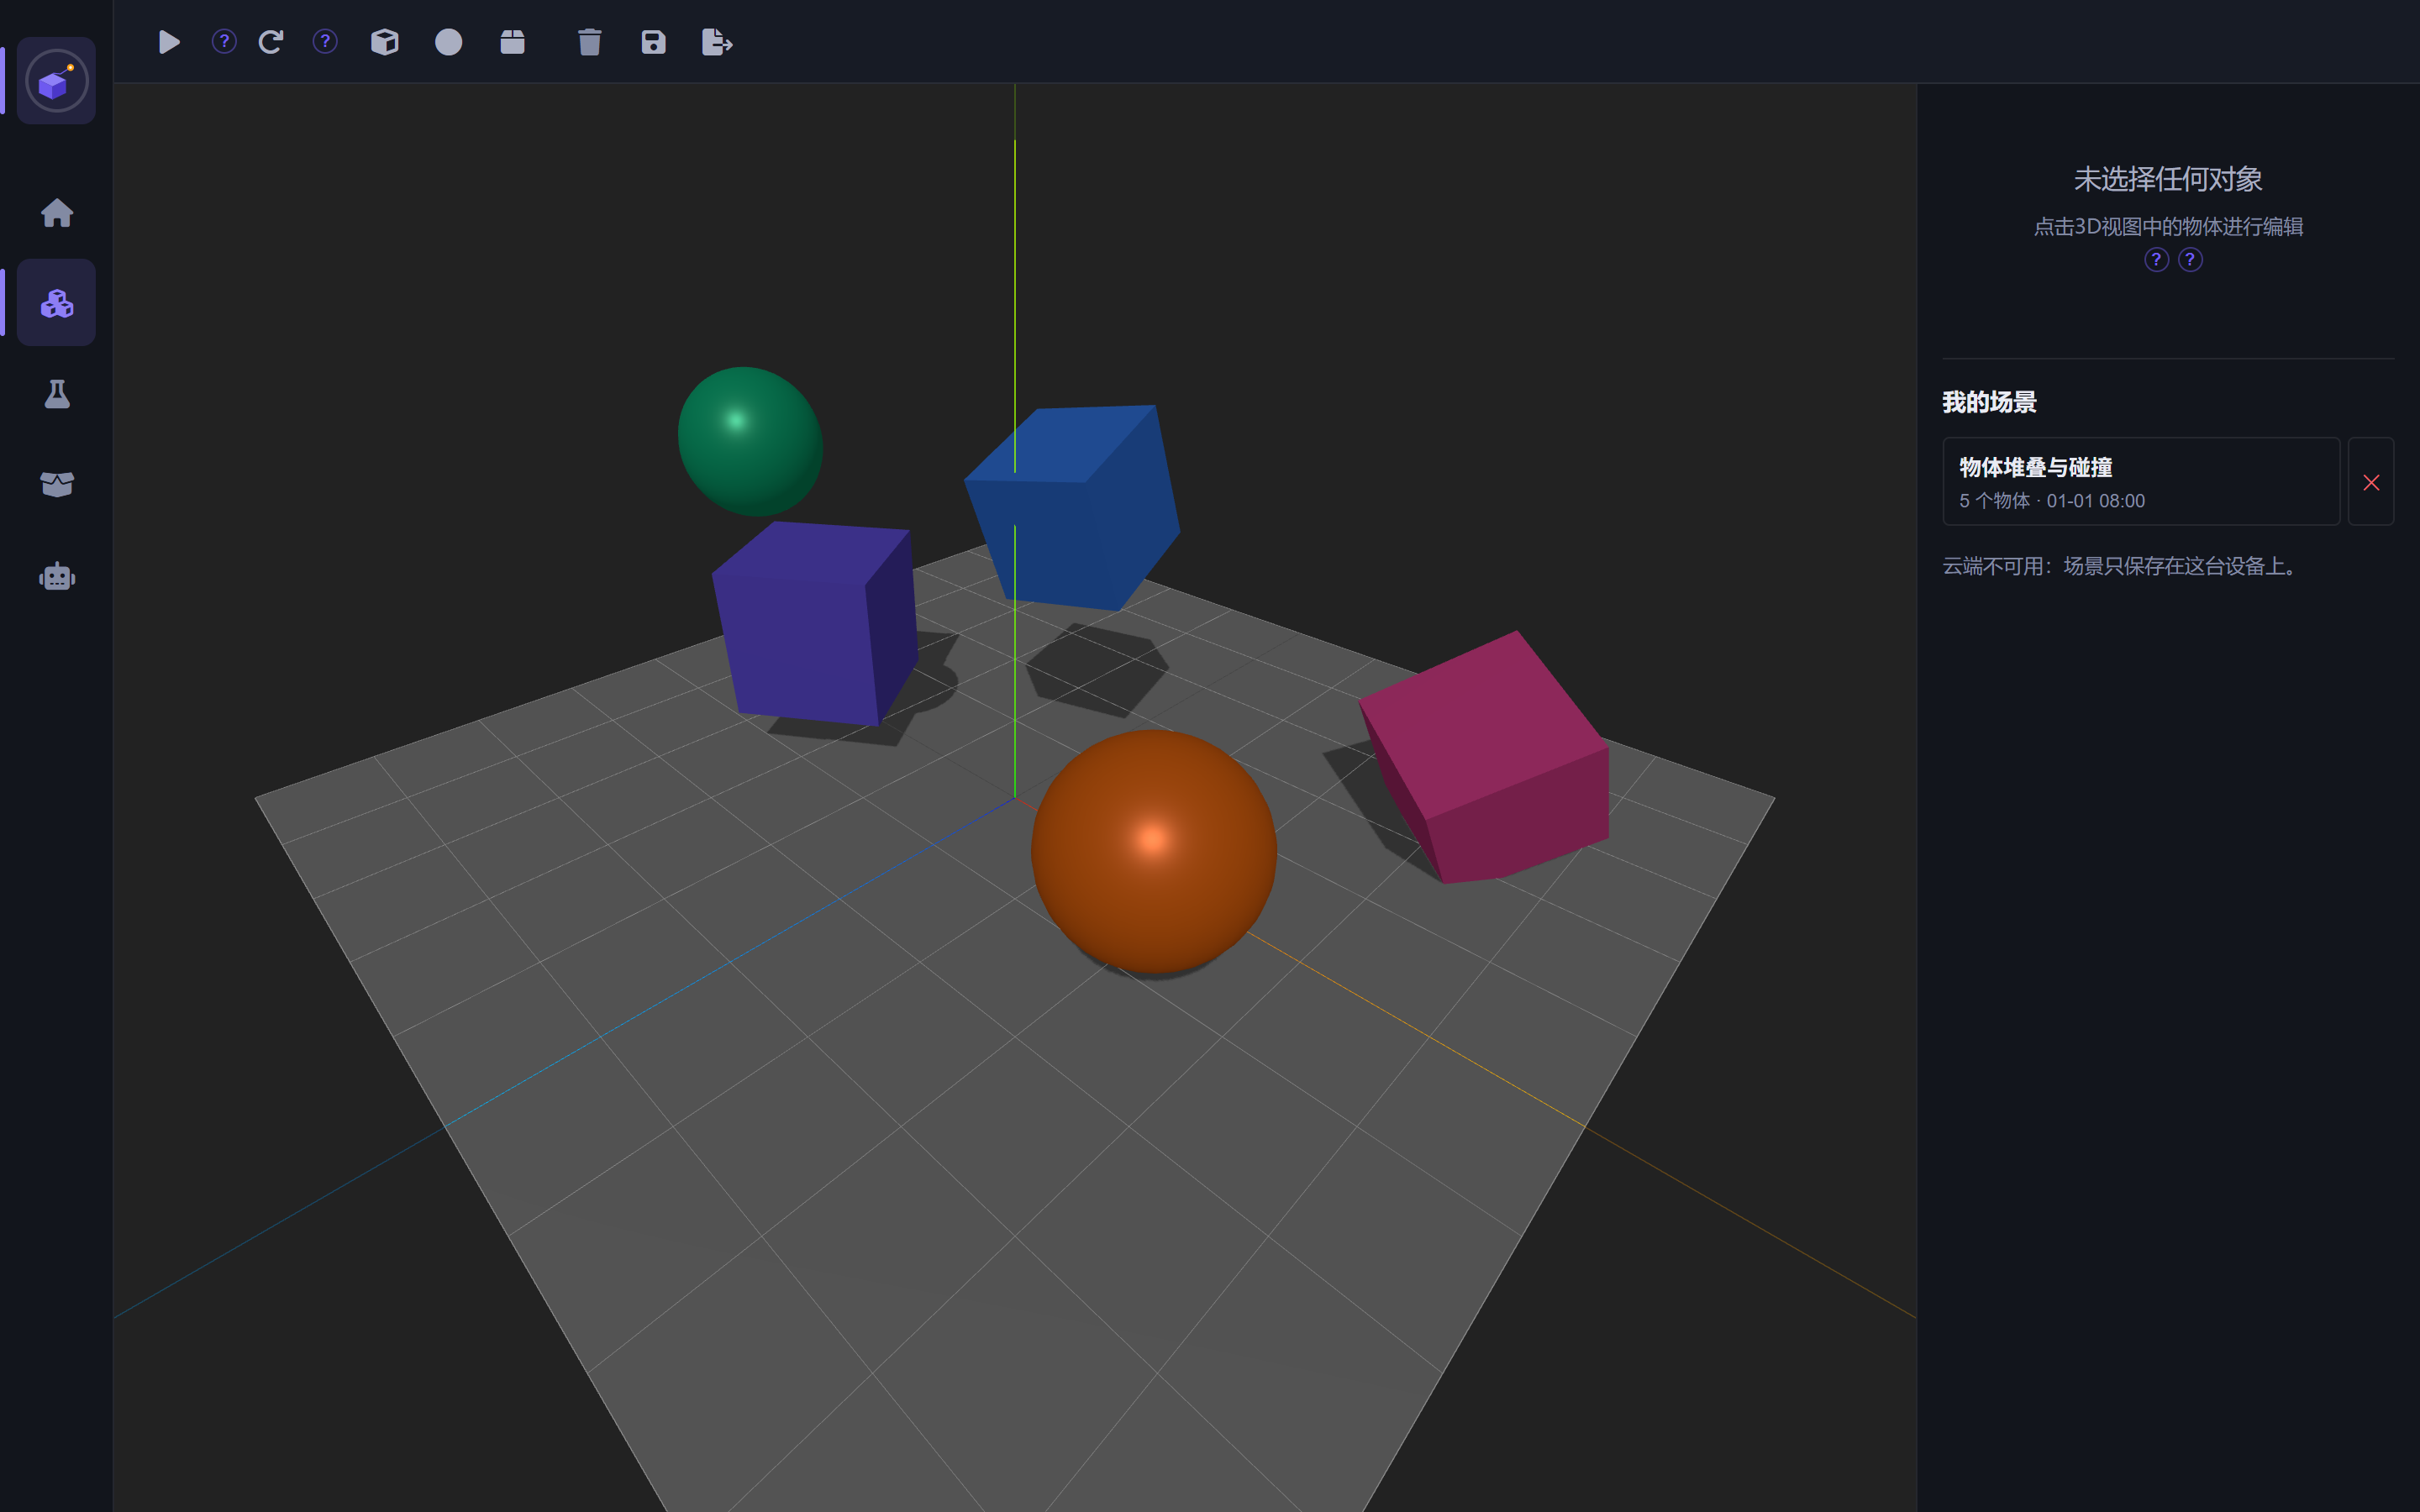 ? ?
未选择任何对象
点击3D视图中的物体进行编辑
? ?
我的场景
物体堆叠与碰撞
5 个物体 · 01-01 08:00
云端不可用：场景只保存在这台设备上。